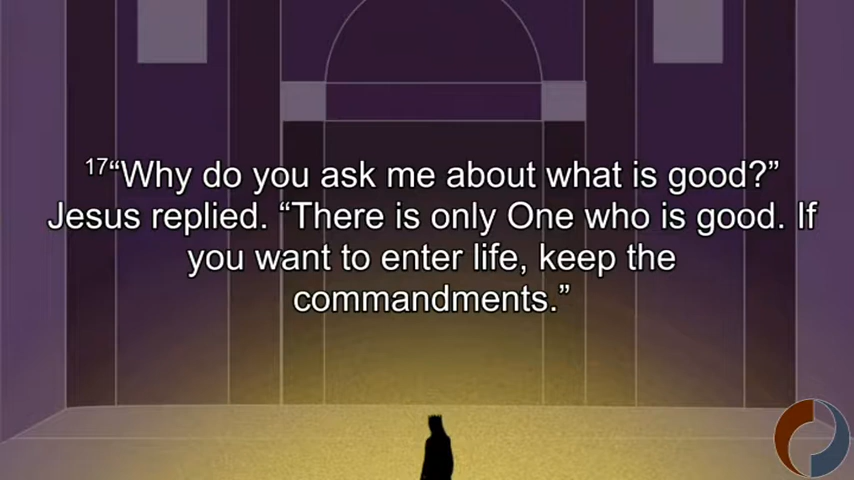 17“Why do you ask me about what is good?”
Jesus replied. “There is only One who is good. If
you want to enter life, keep the
commandments.”